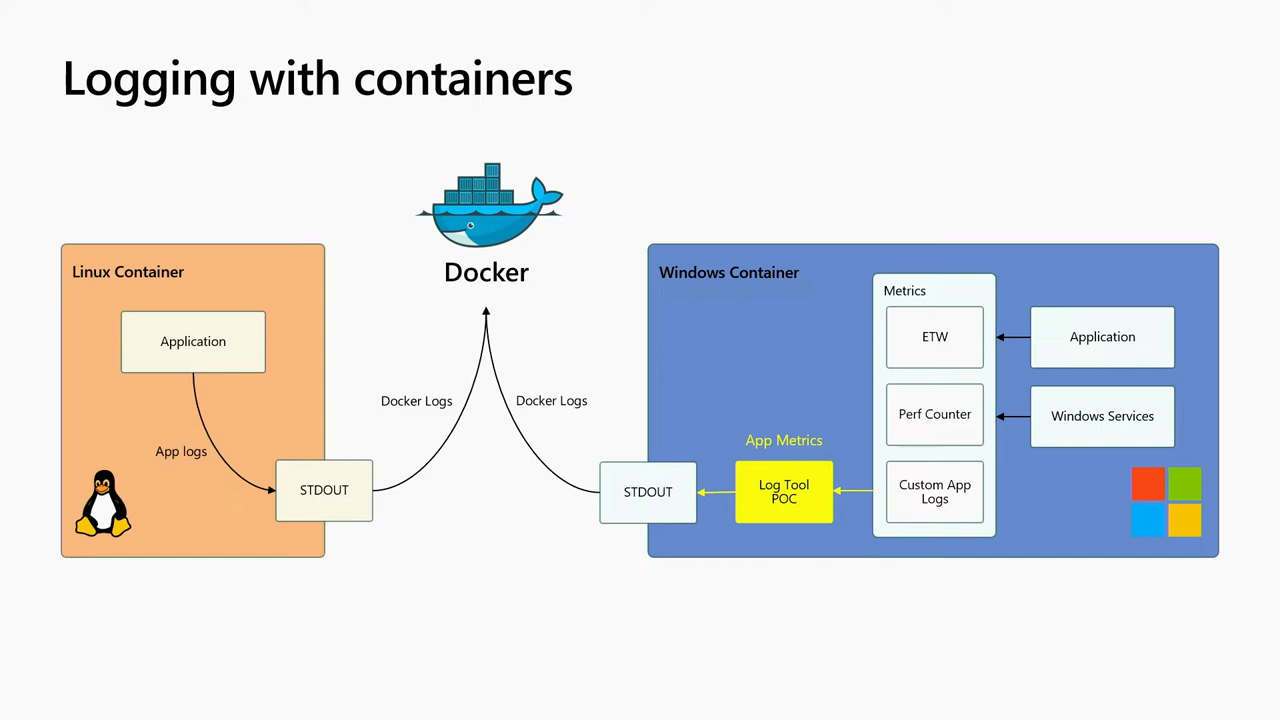 Logging with containers
Docker
Linux Container
Application
App logs
STDOUT
Docker Logs
Docker Logs
Windows Container
STDOUT
App Metrics
Log Tool
POC
Metrics
ETW
Perf Counter
Custom App
Logs
Application
Windows Services